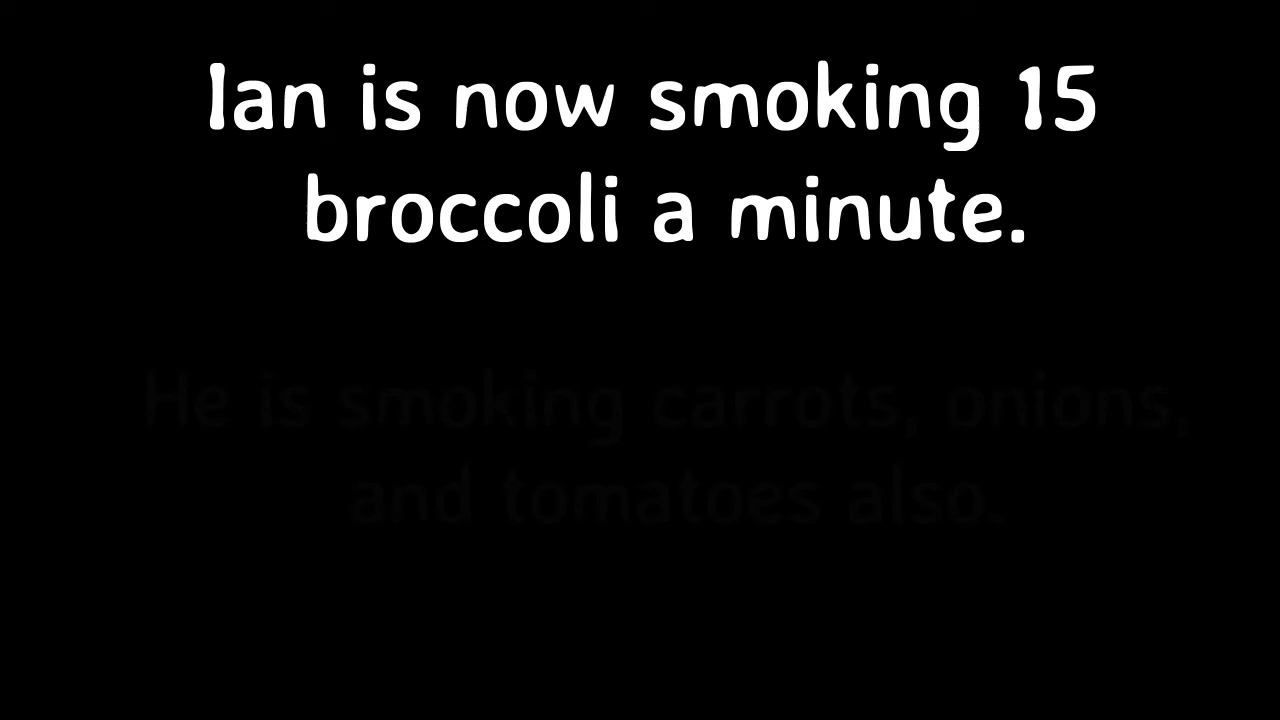 Ian is now smoking 15
broccoli a minute.
He is smoking carrots, onions,
and tomatoes also.